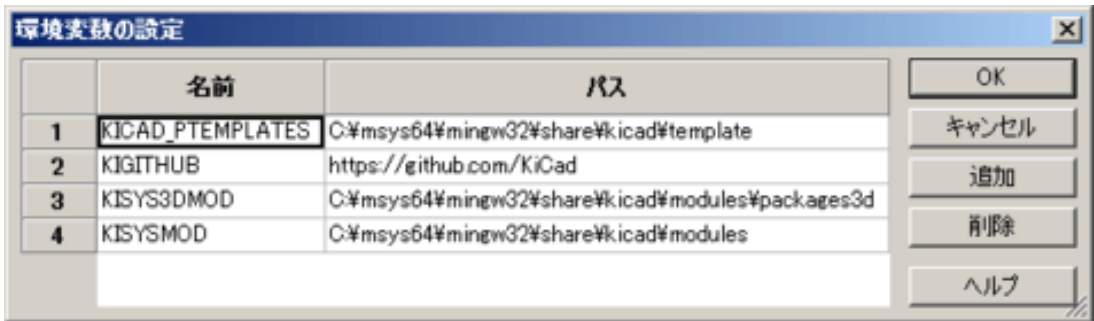 環境変数の設定
名前 パス
1 KICAD_PTEMPLATES C:¥msys64¥mingw32¥share¥kicad¥template
2 KIGITHUB https://github.com/KiCad
3 KISYS3DMOD C:¥msys64¥mingw32¥share¥kicad¥modules¥packages3d
4 KISYSMOD C:¥msys64¥mingw32¥share¥kicad¥modules
OK
キャンセル
追加
削除
ヘルプ